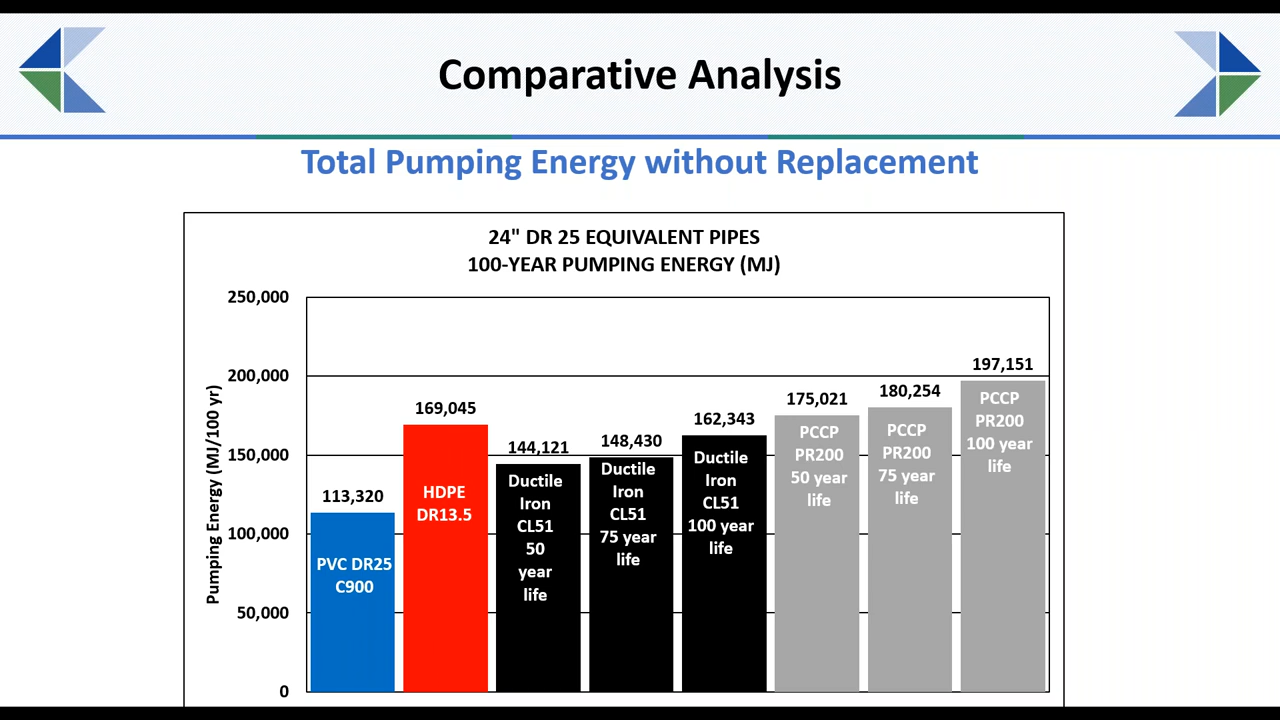 Comparative Analysis
Total Pumping Energy without Replacement
24" DR 25 EQUIVALENT PIPES
100-YEAR PUMPING ENERGY (MJ)
Pumping Energy (MJ/100 yr)
250,000
200,000
150,000
100,000
50,000
0
113,320
PVC DR25
C900
169,045
HDPE
DR13.5
144,121
Ductile
Iron
CL51
50
year
life
148,430
Ductile
Iron
CL51
75 year
life
162,343
Ductile
Iron
CL51
100 year
life
175,021
PCCP
PR200
50 year
life
180,254
PCCP
PR200
75 year
life
197,151
PCCP
PR200
100 year
life